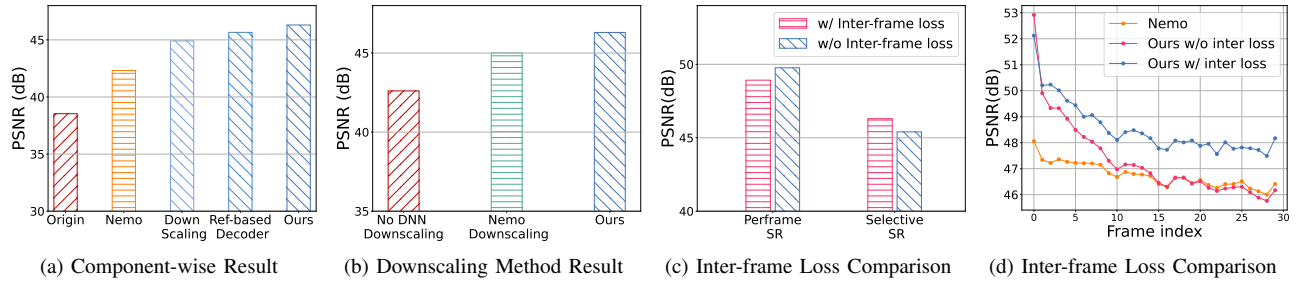 PSNR (dB)
45
40
35
30
Origin
Nemo
Down
Scaling
Ref-based
Decoder
Ours
(a) Component-wise Result
PSNR (dB)
45
40
35
No DNN
Downscaling
Nemo
Downscaling
Ours
(b) Downscaling Method Result
w/ Inter-frame loss
w/o Inter-frame loss
PSNR(dB)
50
45
40
Perframe
SR
Selective
SR
(c) Inter-frame Loss Comparison
Nemo
Ours w/o inter loss
Ours w/ inter loss
PSNR(dB)
53
52
51
50
49
48
47
46
0 5 10 15 20 25 30
Frame index
(d) Inter-frame Loss Comparison